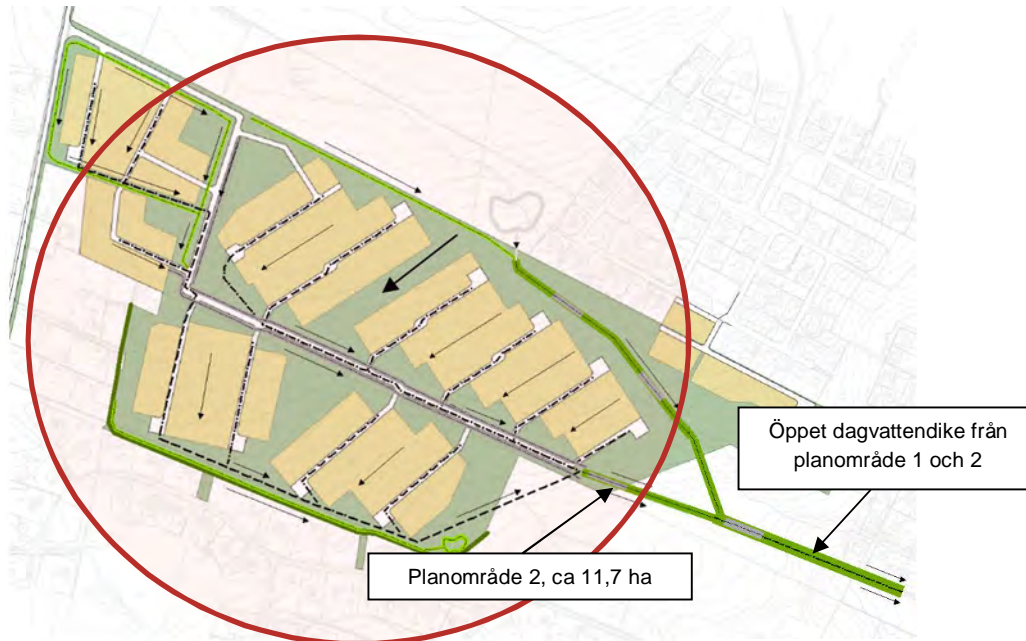 Öppet dagvattendike från
planområde 1 och 2
Planområde 2, ca 11,7 ha